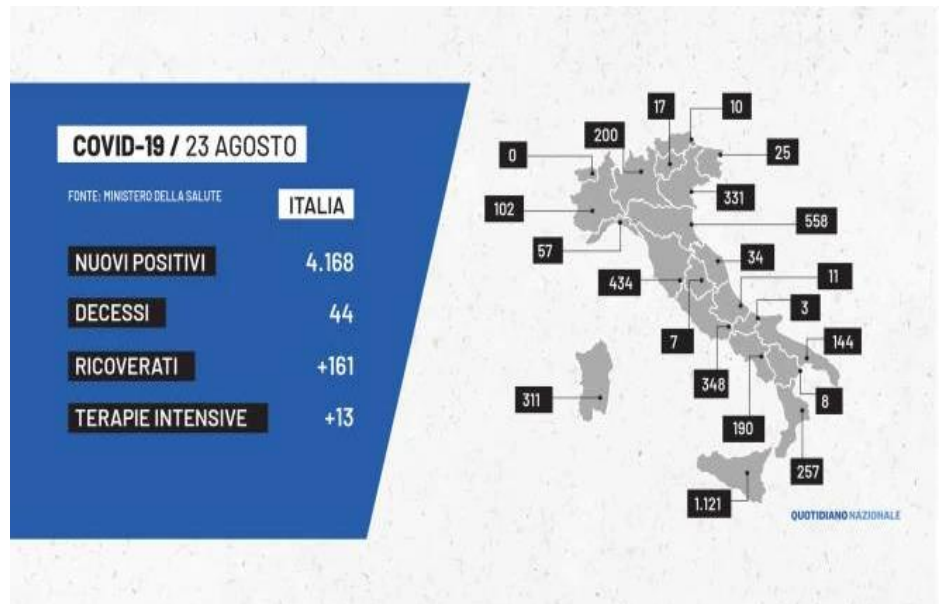 COVID-19 / 23 AGOSTO
FONTE: MINISTERO DELLA SALUTE
ITALIA
NUOVI POSITIVI 4.168
DECESSI 44
RICOVERATI +161
TERAPIE INTENSIVE +13
17
10
200
0
25
331
102
558
57
34
434
11
3
7
144
348
311
8
190
257
1.121
QUOTIDIANO NAZIONALE